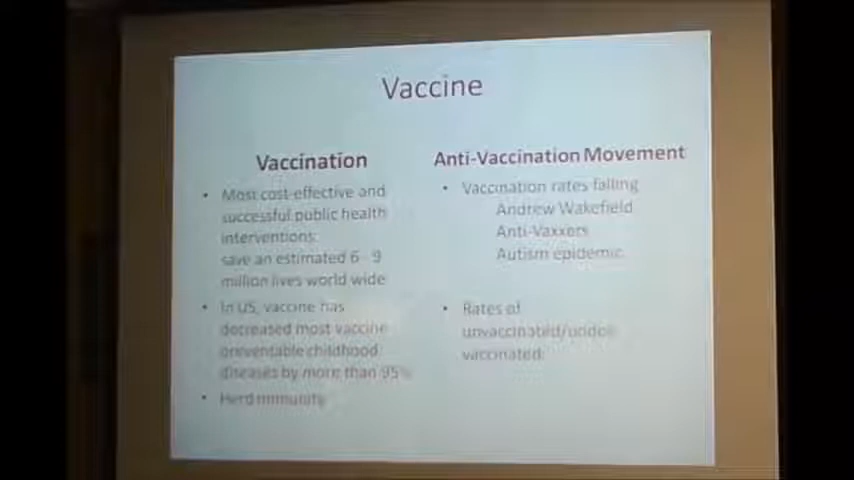 Vaccine
Vaccination
• Most cost-effective and
successful public health
interventions:
save an estimated 6 - 9
million lives world wide
• In US, vaccine has
decreased most vaccine
preventable childhood
diseases by more than 95%
• Herd immunity
Anti-Vaccination Movement
• Vaccination rates falling
Andrew Wakefield
Anti-Vaxxers
Autism epidemic
• Rates of
unvaccinated/under
vaccinated